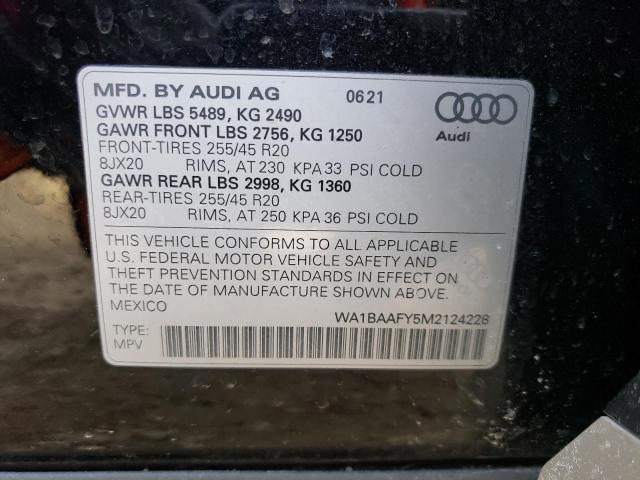 MFD. BY AUDI AG 0621
GVWR LBS 5489, KG 2490
GAWR FRONT LBS 2756, KG 1250
FRONT-TIRES 255/45 R20
8JX20 RIMS, AT 230 KPA 33 PSI COLD
GAWR REAR LBS 2998, KG 1360
REAR-TIRES 255/45 R20
8JX20 RIMS, AT 250 KPA 36 PSI COLD
Audi
THIS VEHICLE CONFORMS TO ALL APPLICABLE
U.S. FEDERAL MOTOR VEHICLE SAFETY AND
THEFT PREVENTION STANDARDS IN EFFECT ON
THE DATE OF MANUFACTURE SHOWN ABOVE.
MEXICO
WA1BAAFY5M2124228
TYPE:
MPV